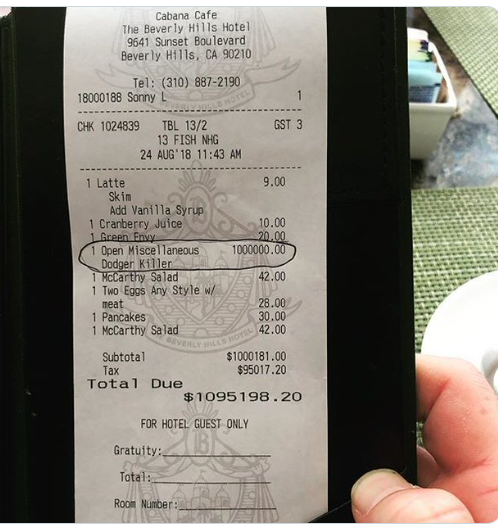 Cabana Cafe
The Beverly Hills Hotel
9641 Sunset Boulevard
Beverly Hills, CA 90210
Tel: (310) 887-2190
18000188 Sonny L 1
CHK 1024839 TBL 13/2 GST 3
13 FISH NHG
24 AUG'18 11:43 AM
1 Latte 9.00
Skim
Add Vanilla Syrup
1 Cranberry Juice 10.00
1 Green Envy 20.00
1 Open Miscellaneous 1000000.00
Dodger Killer
1 McCarthy Salad 42.00
1 Two Eggs Any Style w/
meat 28.00
1 Pancakes 30.00
1 McCarthy Salad 42.00
Subtotal $1000181.00
Tax $95017.20
Total Due
$1095198.20
FOR HOTEL GUEST ONLY
Gratuity:
Total:
Room Number:
THE BEVERLY HILLS HOTEL